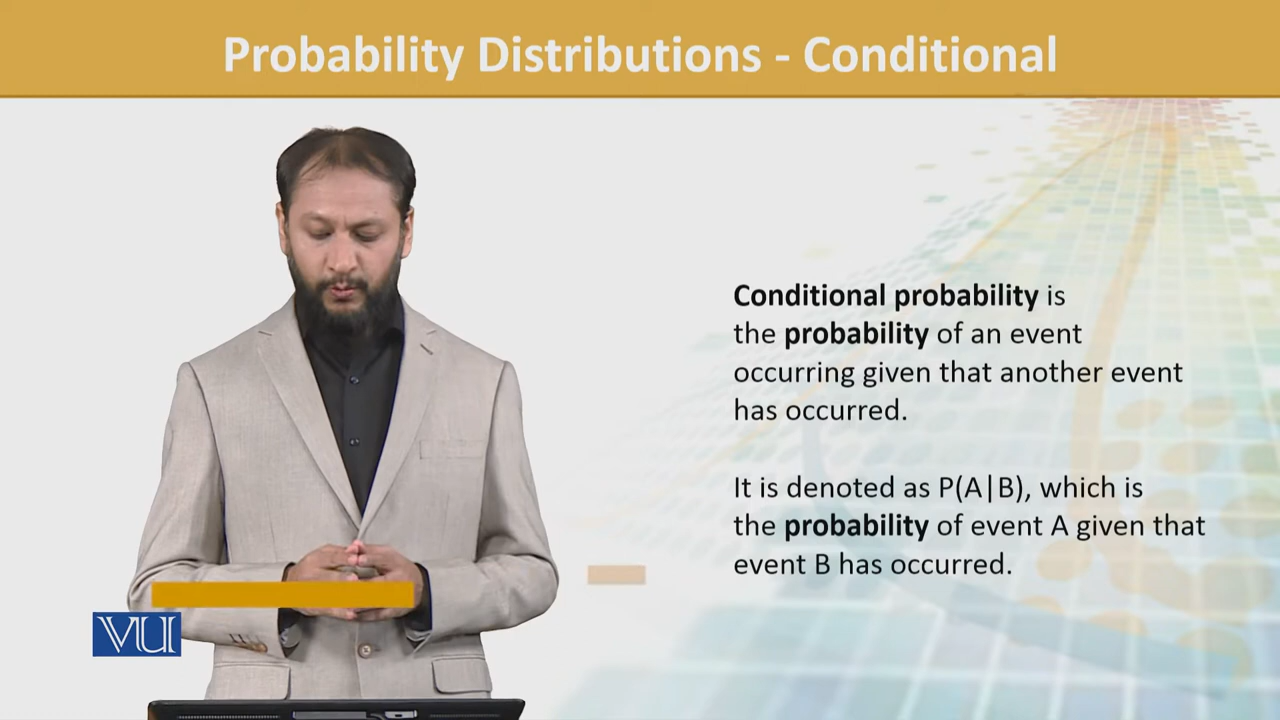 Probability Distributions - Conditional
Conditional probability is
the probability of an event
occurring given that another event
has occurred.
It is denoted as P(A|B), which is
the probability of event A given that
event B has occurred.
VU